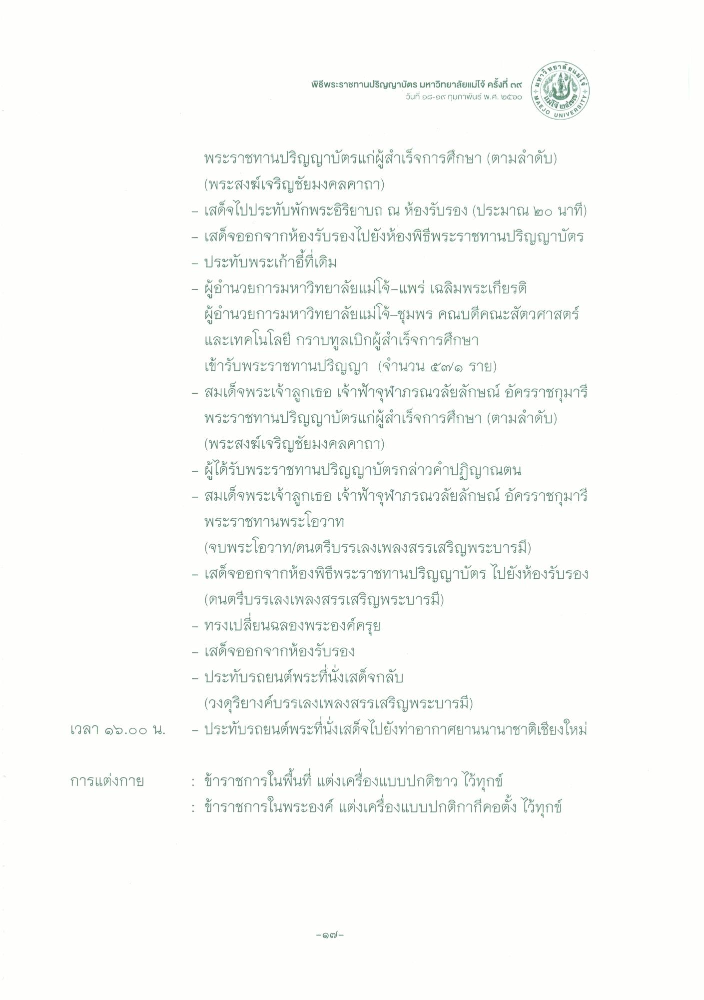 พิธีพระราชทานปริญญาบัตร มหาวิทยาลัยแม่โจ้ ครั้งที่ ๓๙
วันที่ ๑๘-๑๙ กุมภาพันธ์ พ.ศ. ๒๕๖๐
มหาวิทยาลัยแม่โจ้
แม่โจ้ ๒๔๗๗
MAEJO UNIVERSITY
พระราชทานปริญญาบัตรแก่ผู้สำเร็จการศึกษา (ตามลำดับ)
(พระสงฆ์เจริญชัยมงคลคาถา)
– เสด็จไปประทับพักพระอิริยาบถ ณ ห้องรับรอง (ประมาณ ๒๐ นาที)
– เสด็จออกจากห้องรับรองไปยังห้องพิธีพระราชทานปริญญาบัตร
– ประทับพระเก้าอี้ที่เดิม
– ผู้อำนวยการมหาวิทยาลัยแม่โจ้–แพร่ เฉลิมพระเกียรติ
ผู้อำนวยการมหาวิทยาลัยแม่โจ้–ชุมพร คณบดีคณะสัตวศาสตร์
และเทคโนโลยี กราบทูลเบิกผู้สำเร็จการศึกษา
เข้ารับพระราชทานปริญญา (จำนวน ๕๗๑ ราย)
– สมเด็จพระเจ้าลูกเธอ เจ้าฟ้าจุฬาภรณวลัยลักษณ์ อัครราชกุมารี
พระราชทานปริญญาบัตรแก่ผู้สำเร็จการศึกษา (ตามลำดับ)
(พระสงฆ์เจริญชัยมงคลคาถา)
– ผู้ได้รับพระราชทานปริญญาบัตรกล่าวคำปฏิญาณตน
– สมเด็จพระเจ้าลูกเธอ เจ้าฟ้าจุฬาภรณวลัยลักษณ์ อัครราชกุมารี
พระราชทานพระโอวาท
(จบพระโอวาท/ดนตรีบรรเลงเพลงสรรเสริญพระบารมี)
– เสด็จออกจากห้องพิธีพระราชทานปริญญาบัตร ไปยังห้องรับรอง
(ดนตรีบรรเลงเพลงสรรเสริญพระบารมี)
– ทรงเปลี่ยนฉลองพระองค์ครุย
– เสด็จออกจากห้องรับรอง
– ประทับรถยนต์พระที่นั่งเสด็จกลับ
(วงดุริยางค์บรรเลงเพลงสรรเสริญพระบารมี)
เวลา ๑๖.๐๐ น. – ประทับรถยนต์พระที่นั่งเสด็จไปยังท่าอากาศยานนานาชาติเชียงใหม่
การแต่งกาย : ข้าราชการในพื้นที่ แต่งเครื่องแบบปกติขาว ไว้ทุกข์
: ข้าราชการในพระองค์ แต่งเครื่องแบบปกติกากีคอตั้ง ไว้ทุกข์
–๑๗–